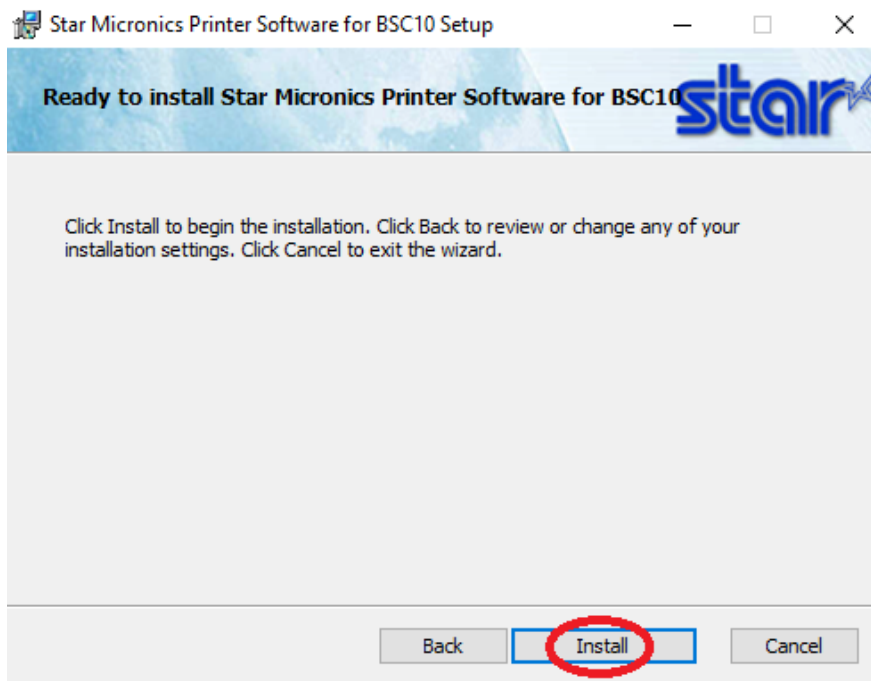 Star Micronics Printer Software for BSC10 Setup
Ready to install Star Micronics Printer Software for BSC10
star
Click Install to begin the installation. Click Back to review or change any of your
installation settings. Click Cancel to exit the wizard.
Back
Install
Cancel